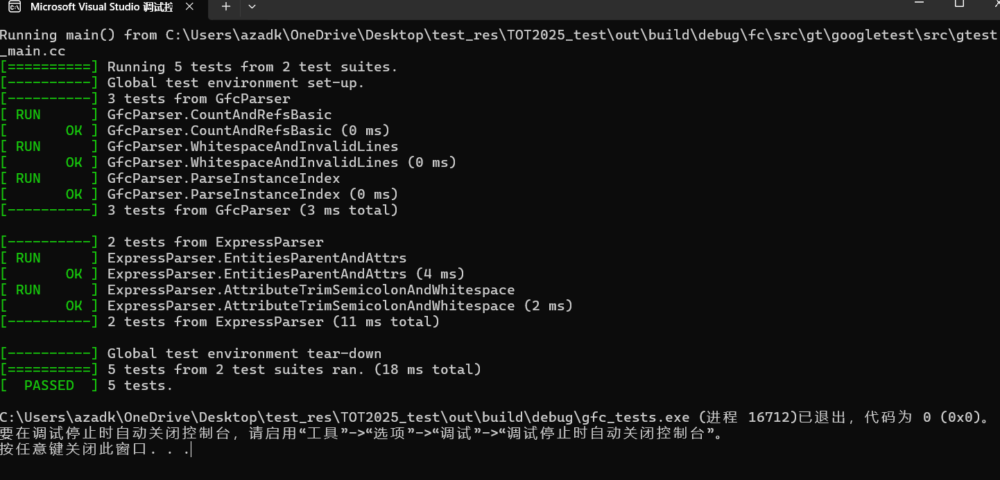 Microsoft Visual Studio 调试控
Running main() from C:\Users\azadk\OneDrive\Desktop\test_res\TOT2025_test\out\build\debug\fc\src\gt\googletest\src\gtest
_main.cc
[==========] Running 5 tests from 2 test suites.
[----------] Global test environment set-up.
[----------] 3 tests from GfcParser
[ RUN      ] GfcParser.CountAndRefsBasic
[       OK ] GfcParser.CountAndRefsBasic (0 ms)
[ RUN      ] GfcParser.WhitespaceAndInvalidLines
[       OK ] GfcParser.WhitespaceAndInvalidLines (0 ms)
[ RUN      ] GfcParser.ParseInstanceIndex
[       OK ] GfcParser.ParseInstanceIndex (0 ms)
[----------] 3 tests from GfcParser (3 ms total)
[----------] 2 tests from ExpressParser
[ RUN      ] ExpressParser.EntitiesParentAndAttrs
[       OK ] ExpressParser.EntitiesParentAndAttrs (4 ms)
[ RUN      ] ExpressParser.AttributeTrimSemicolonAndWhitespace
[       OK ] ExpressParser.AttributeTrimSemicolonAndWhitespace (2 ms)
[----------] 2 tests from ExpressParser (11 ms total)
[----------] Global test environment tear-down
[==========] 5 tests from 2 test suites ran. (18 ms total)
[  PASSED  ] 5 tests.
C:\Users\azadk\OneDrive\Desktop\test_res\TOT2025_test\out\build\debug\gfc_tests.exe (进程 16712)已退出，代码为 0 (0x0)。
要在调试停止时自动关闭控制台，请启用“工具”->“选项”->“调试”->“调试停止时自动关闭控制台”。
按任意键关闭此窗口. . .